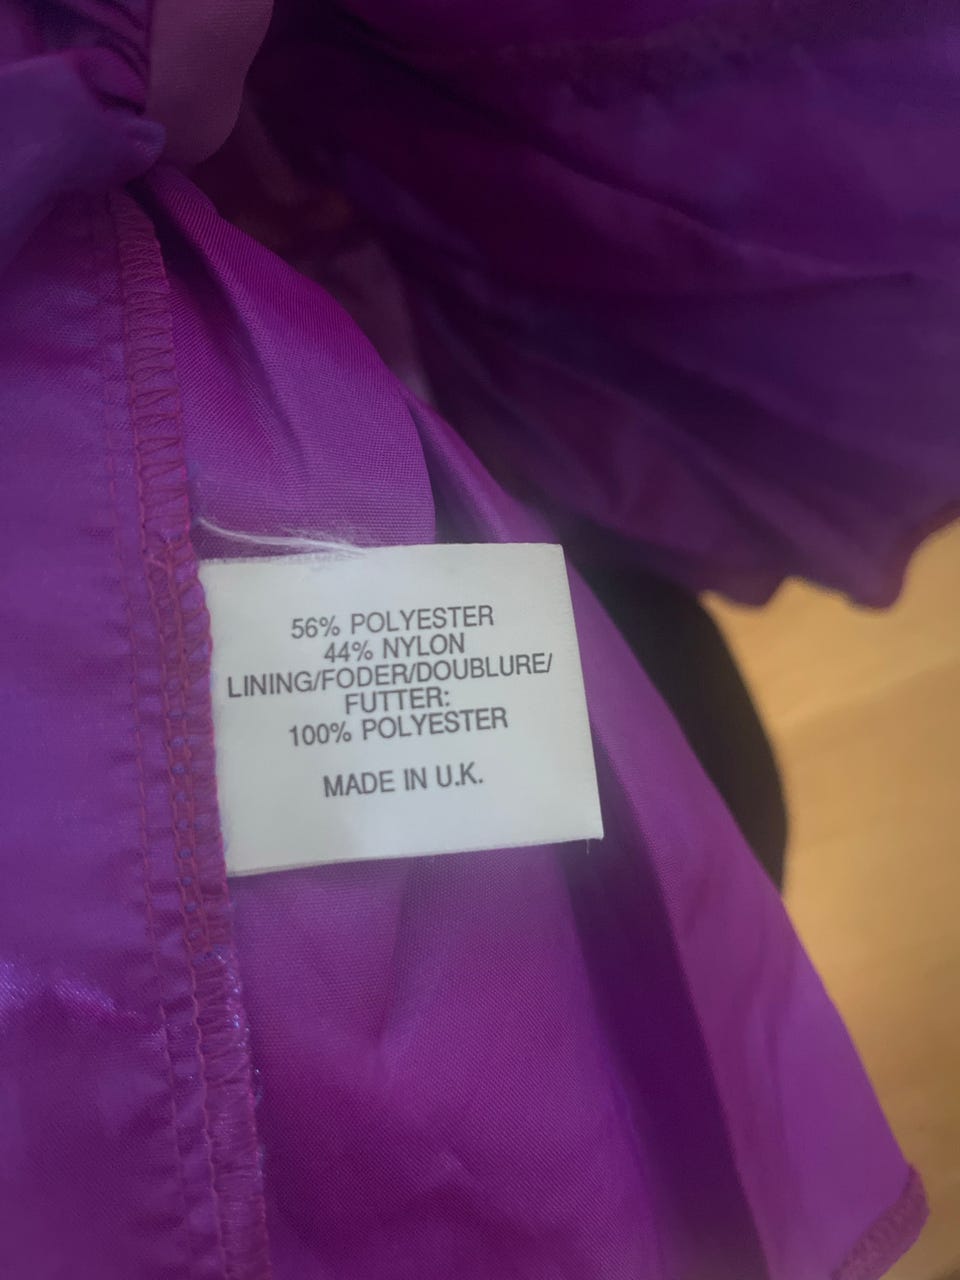 56% POLYESTER
44% NYLON
LINING/FODER/DOUBLURE/
FUTTER:
100% POLYESTER
MADE IN U.K.